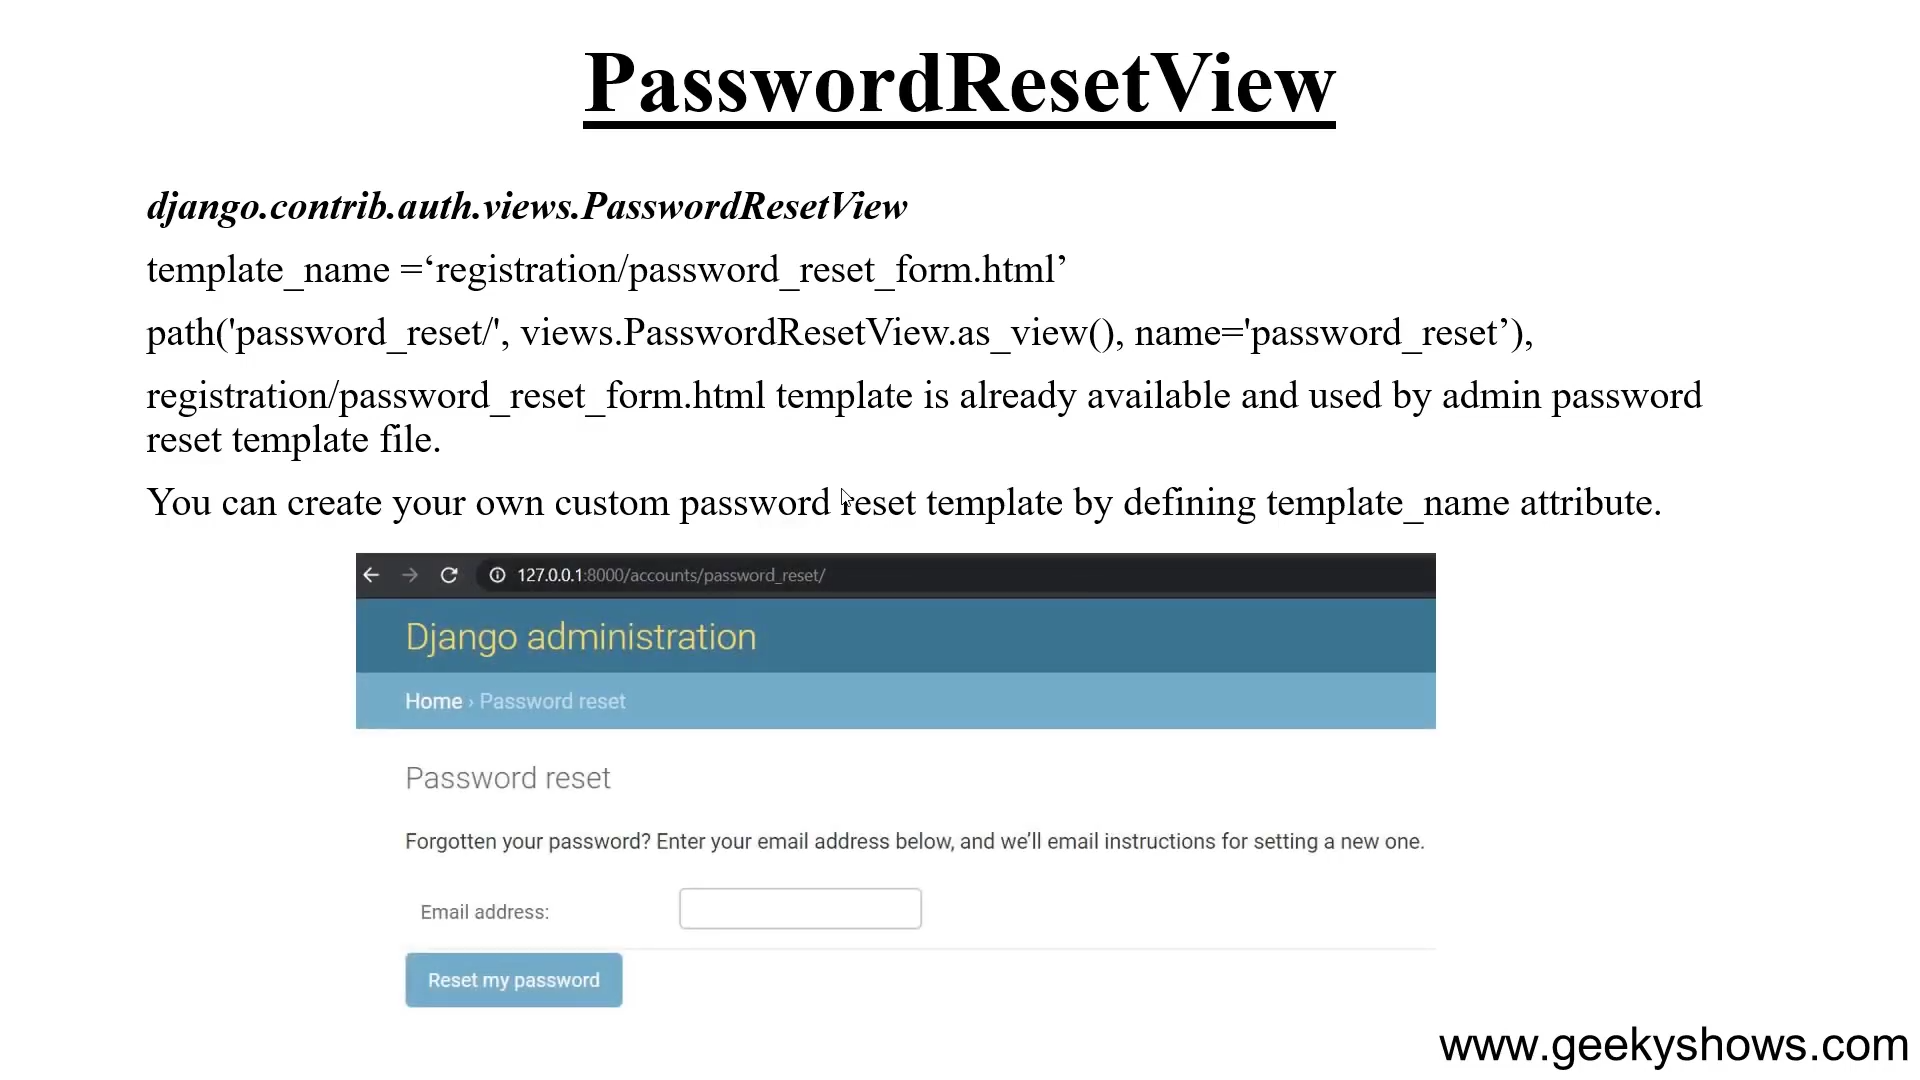 PasswordResetView
django.contrib.auth.views.PasswordResetView
template_name =‘registration/password_reset_form.html’
path('password_reset/', views.PasswordResetView.as_view(), name='password_reset’),
registration/password_reset_form.html template is already available and used by admin password
reset template file.
You can create your own custom password reset template by defining template_name attribute.
127.0.0.1:8000/accounts/password_reset/
Django administration
Home › Password reset
Password reset
Forgotten your password? Enter your email address below, and we’ll email instructions for setting a new one.
Email address:
Reset my password
www.geekyshows.com